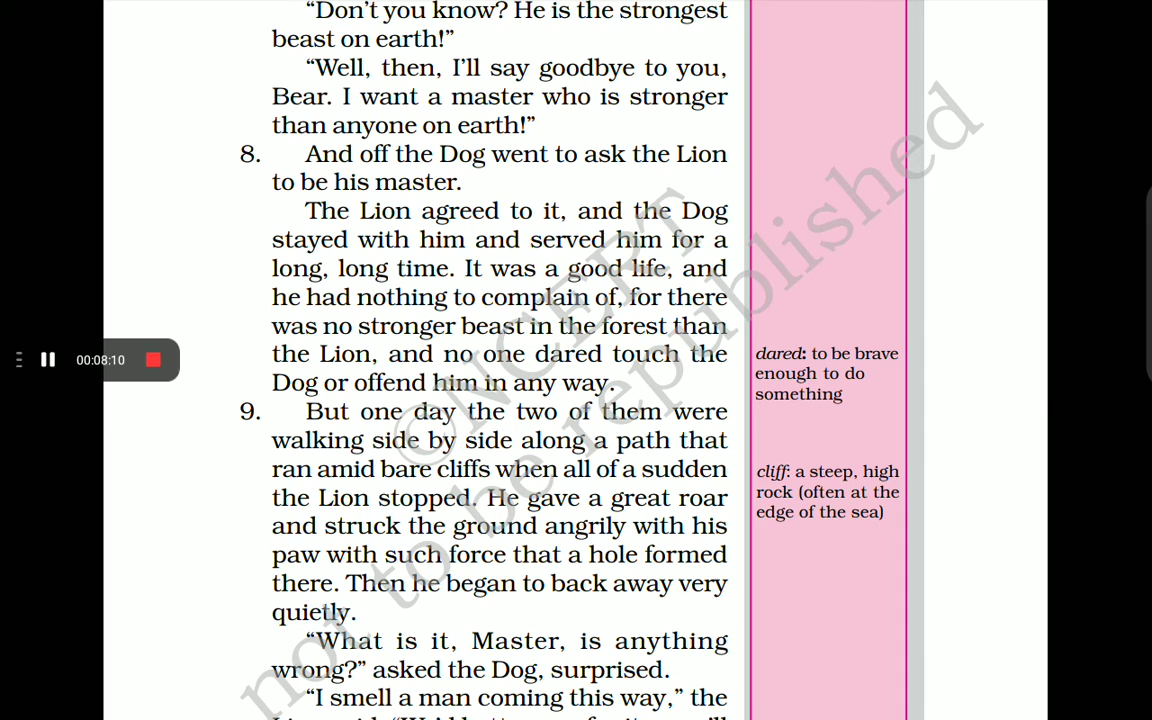 “Don’t you know? He is the strongest
beast on earth!”
“Well, then, I’ll say goodbye to you,
Bear. I want a master who is stronger
than anyone on earth!”
8. And off the Dog went to ask the Lion
to be his master.
The Lion agreed to it, and the Dog
stayed with him and served him for a
long, long time. It was a good life, and
he had nothing to complain of, for there
was no stronger beast in the forest than
the Lion, and no one dared touch the
Dog or offend him in any way.
9. But one day the two of them were
walking side by side along a path that
ran amid bare cliffs when all of a sudden
the Lion stopped. He gave a great roar
and struck the ground angrily with his
paw with such force that a hole formed
there. Then he began to back away very
quietly.
“What is it, Master, is anything
wrong?” asked the Dog, surprised.
“I smell a man coming this way,” the
dared: to be brave
enough to do
something
cliff: a steep, high
rock (often at the
edge of the sea)
©NCERT
not to be republished
00:08:10